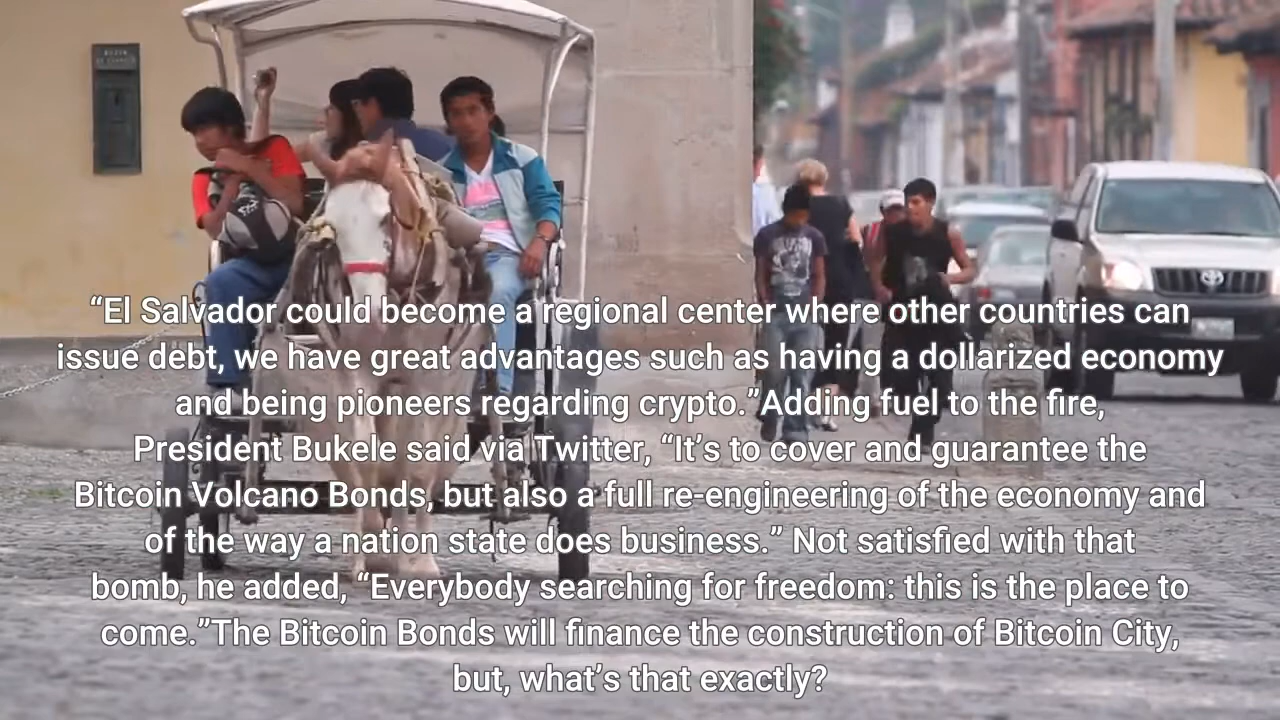 “El Salvador could become a regional center where other countries can
issue debt, we have great advantages such as having a dollarized economy
and being pioneers regarding crypto.”Adding fuel to the fire,
President Bukele said via Twitter, “It’s to cover and guarantee the
Bitcoin Volcano Bonds, but also a full re-engineering of the economy and
of the way a nation state does business.” Not satisfied with that
bomb, he added, “Everybody searching for freedom: this is the place to
come.”The Bitcoin Bonds will finance the construction of Bitcoin City,
but, what’s that exactly?